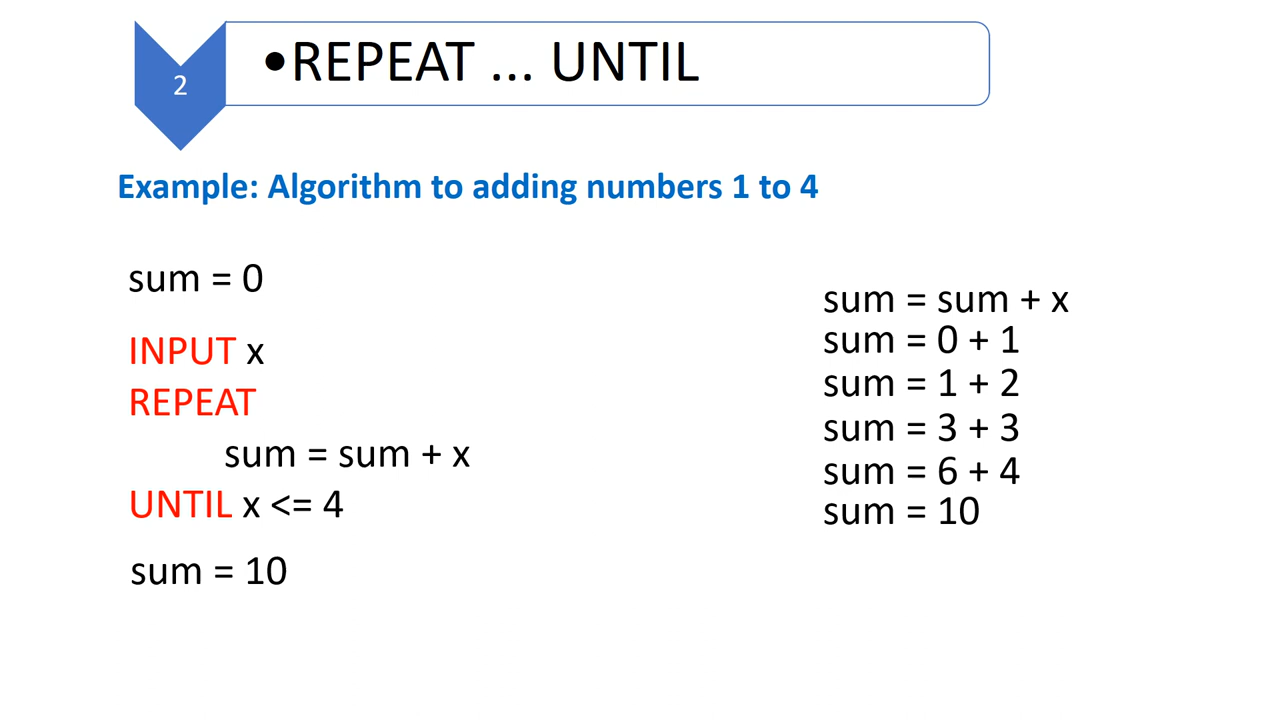 2
•REPEAT ... UNTIL
Example: Algorithm to adding numbers 1 to 4
sum = 0
INPUT x
REPEAT
sum = sum + x
UNTIL x <= 4
sum = 10
sum = sum + x
sum = 0 + 1
sum = 1 + 2
sum = 3 + 3
sum = 6 + 4
sum = 10